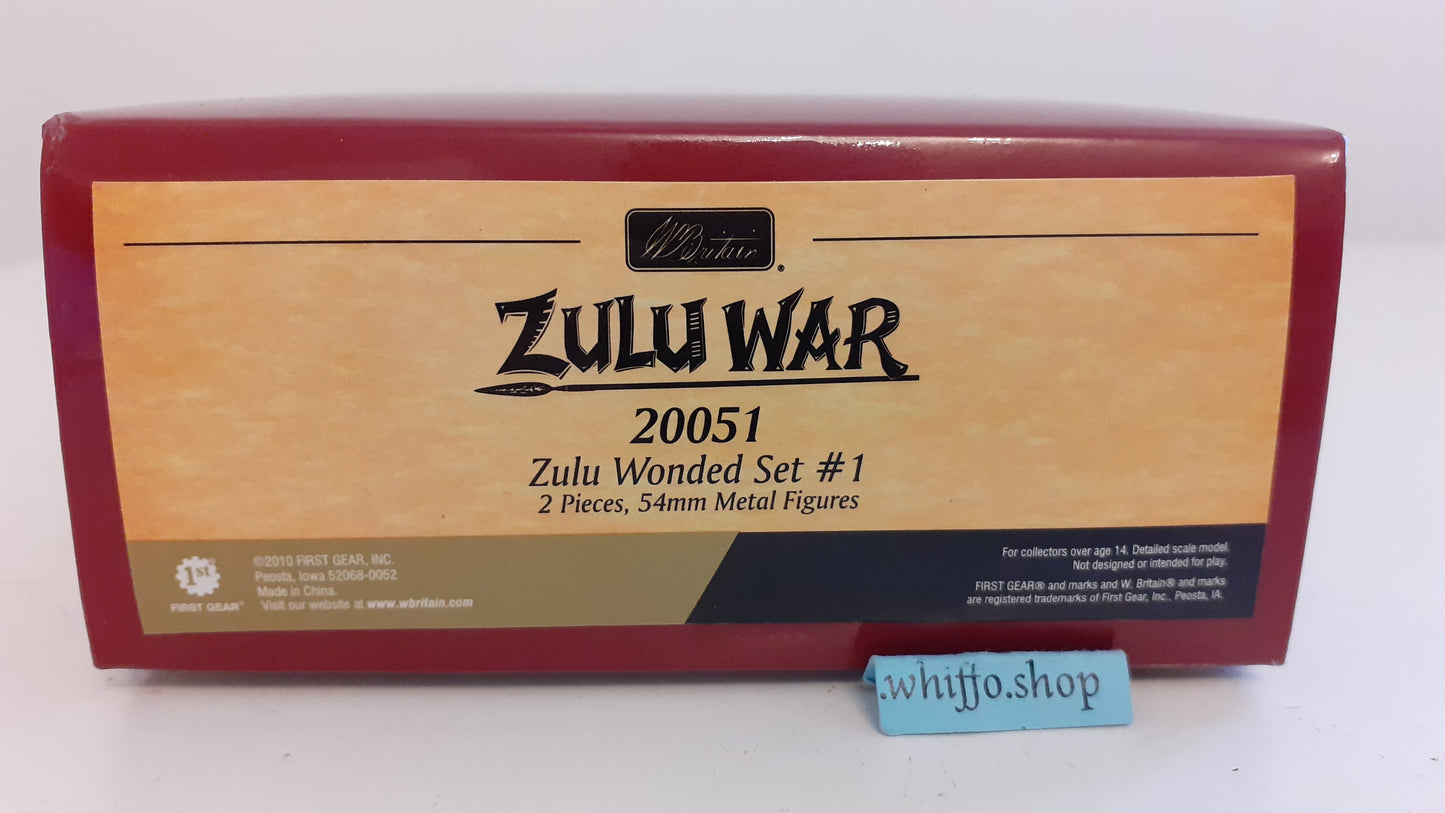 W Britain®
ZULU WAR
20051
Zulu Wonded Set #1
2 Pieces, 54mm Metal Figures
1st
FIRST GEAR®
©2010 FIRST GEAR, INC.
Peosta, Iowa 52068-0052
Made in China.
Visit our website at www.wbritain.com
For collectors over age 14. Detailed scale model.
Not designed or intended for play.
FIRST GEAR® and marks and W. Britain® and marks
are registered trademarks of First Gear, Inc., Peosta, IA.
.whiffo.shop